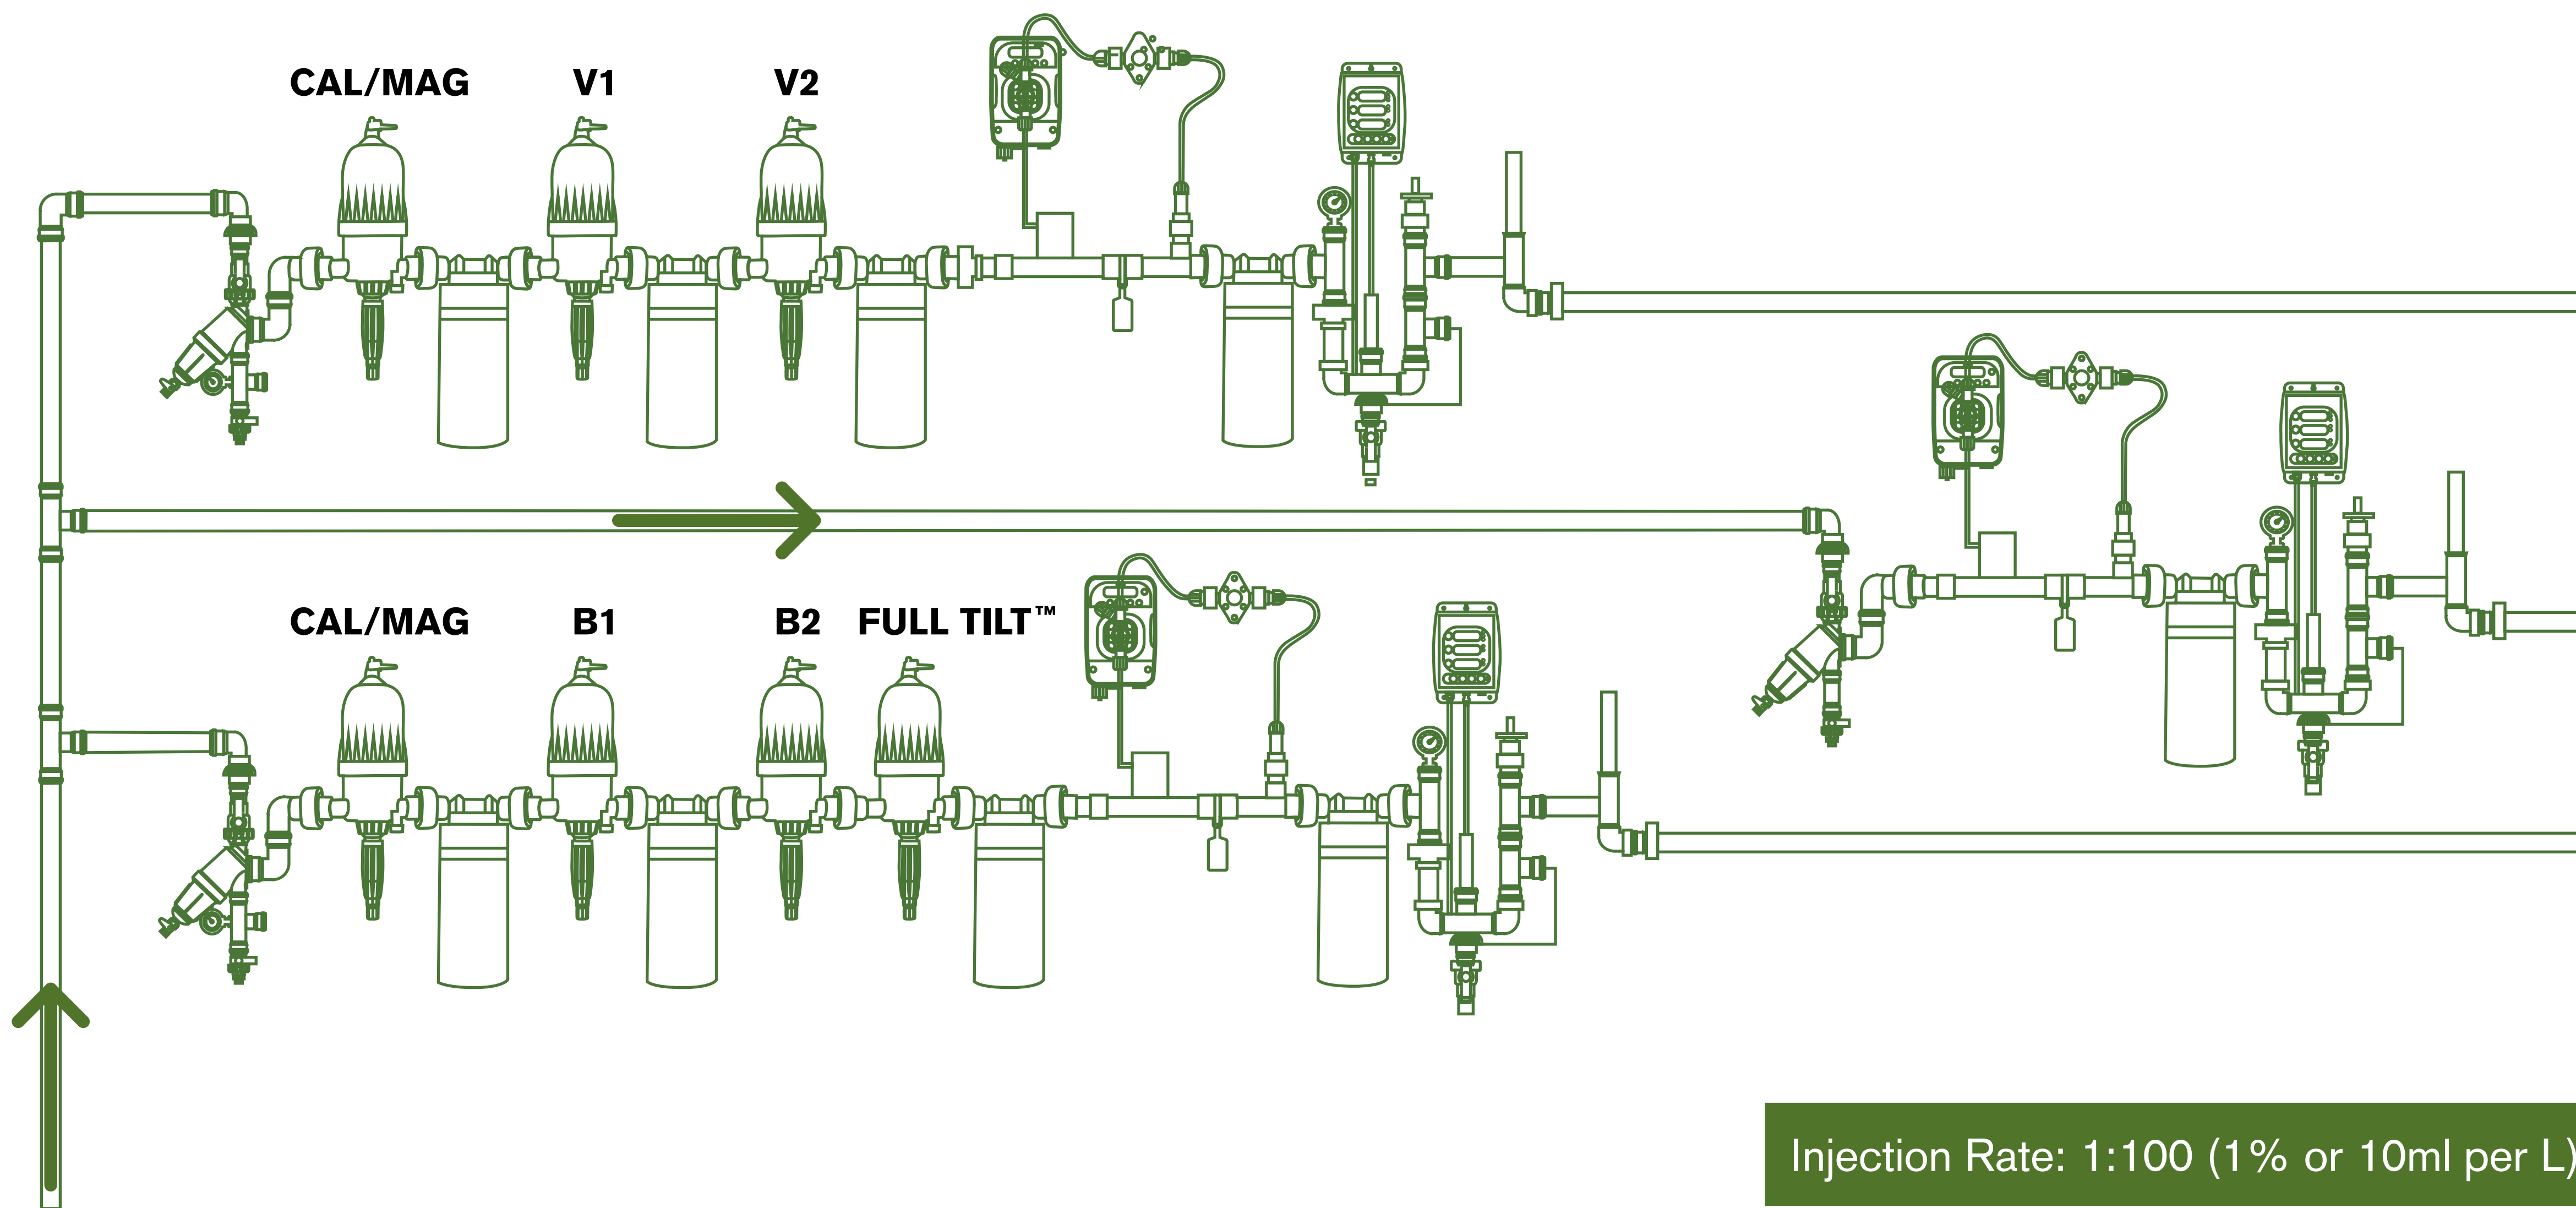 CAL/MAG V1 V2
CAL/MAG B1 B2 FULL TILT™
Injection Rate: 1:100 (1% or 10ml per L)